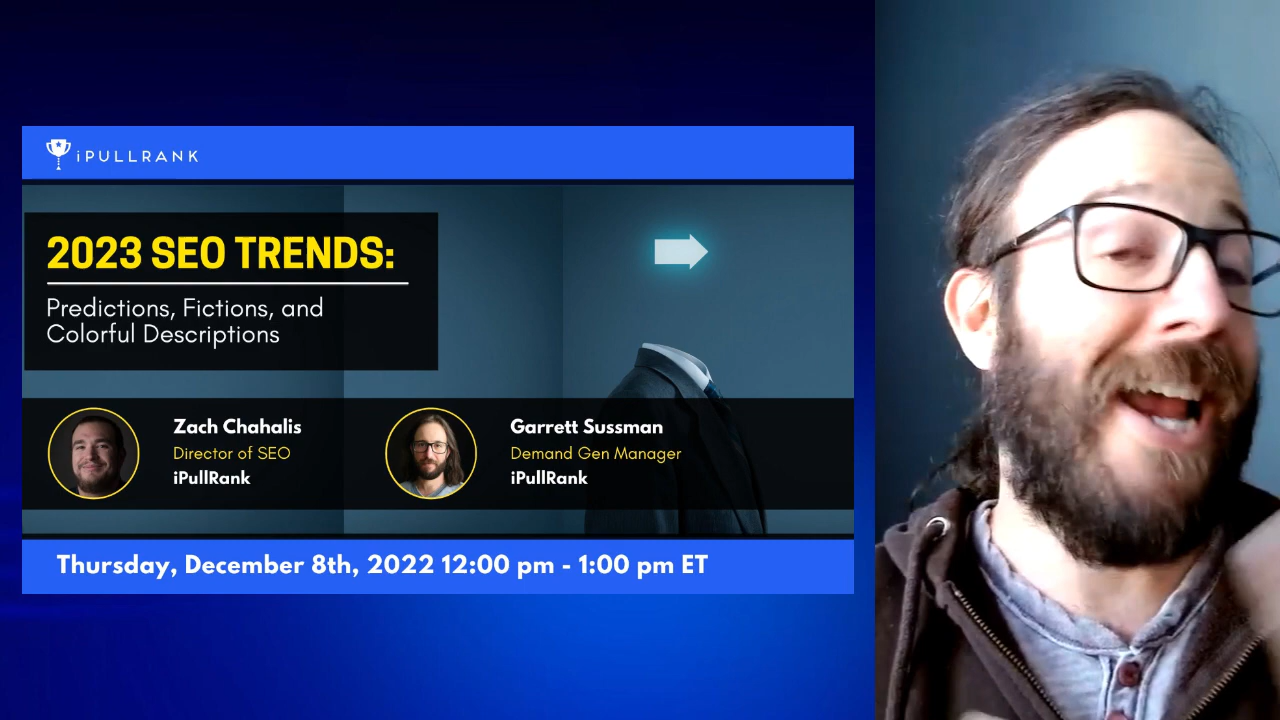 iPULLRANK
2023 SEO TRENDS:
Predictions, Fictions, and
Colorful Descriptions
Zach Chahalis
Director of SEO
iPullRank
Garrett Sussman
Demand Gen Manager
iPullRank
Thursday, December 8th, 2022 12:00 pm - 1:00 pm ET